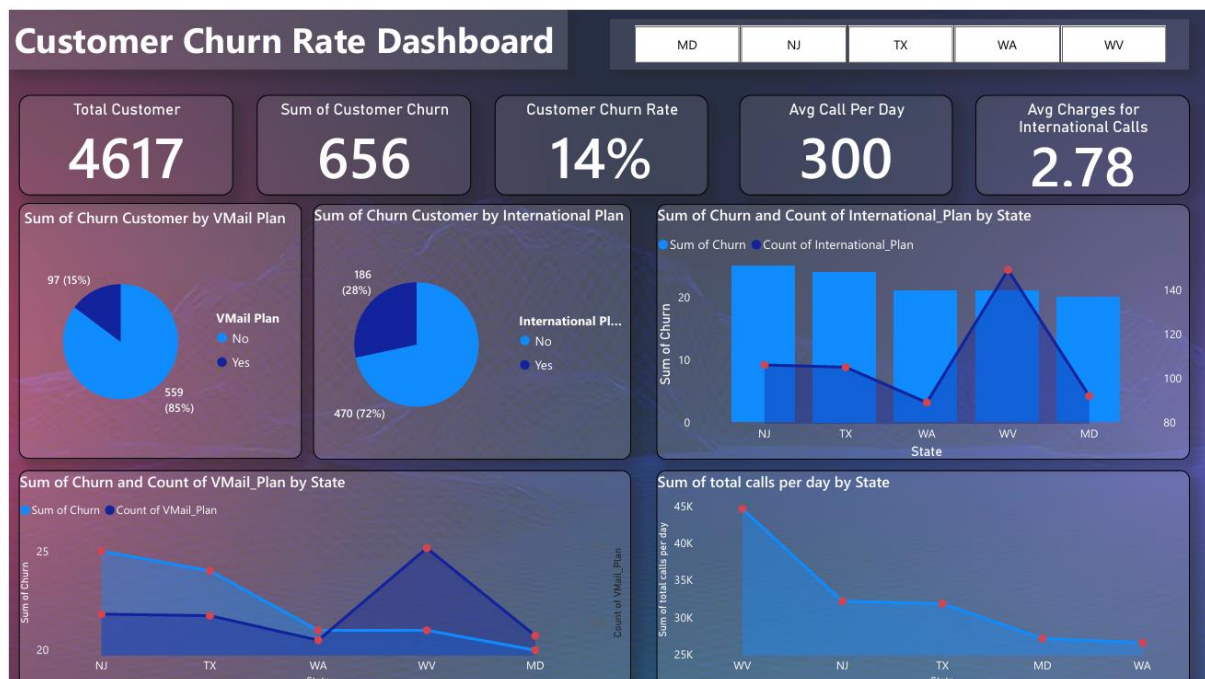 Customer Churn Rate Dashboard
MD NJ TX WA WV
Total Customer
4617
Sum of Customer Churn
656
Customer Churn Rate
14%
Avg Call Per Day
300
Avg Charges for
International Calls
2.78
Sum of Churn Customer by VMail Plan
97 (15%)
559
(85%)
VMail Plan
No
Yes
Sum of Churn Customer by International Plan
186
(28%)
470 (72%)
International Pl...
No
Yes
Sum of Churn and Count of International_Plan by State
Sum of Churn Count of International_Plan
Sum of Churn
20
10
0
140
120
100
80
NJ TX WA WV MD
State
Sum of Churn and Count of VMail_Plan by State
Sum of Churn Count of VMail_Plan
Sum of Churn
25
20
Count of VMail_Plan
NJ TX WA WV MD
Sum of total calls per day by State
Sum of total calls per day
45K
40K
35K
30K
25K
WV NJ TX MD WA